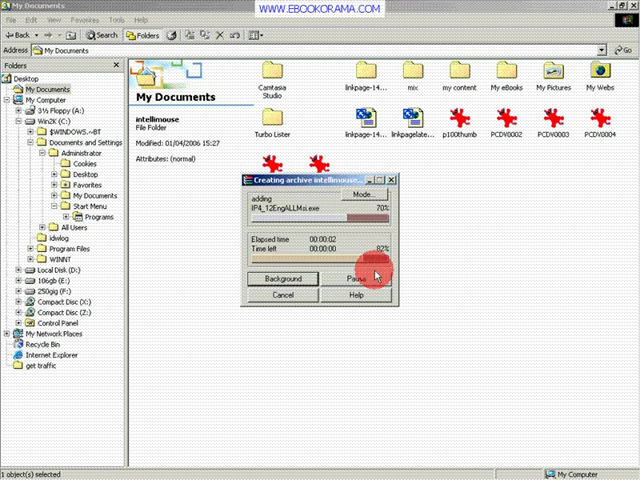 My Documents
WWW.EBOOKORAMA.COM
File Edit View Favorites Tools Help
Back Search Folders
Address My Documents Go
Folders
Desktop
My Documents
My Computer
3½ Floppy (A:)
Win2K (C:)
$WINDOWS.~BT
Documents and Settings
Administrator
Cookies
Desktop
Favorites
My Documents
Start Menu
Programs
All Users
idwlog
Program Files
WINNT
Local Disk (D:)
106gb (E:)
250gig (F:)
Compact Disc (X:)
Compact Disc (Z:)
Control Panel
My Network Places
Recycle Bin
Internet Explorer
get traffic
My Documents
intellimouse
File Folder
Modified: 01/04/2006 15:27
Attributes: (normal)
Camtasia Studio
linkpage-14...
mix
my content
My eBooks
My Pictures
My Webs
Turbo Lister
linkpage-14...
linkpagelate...
p100thumb
PCDV0002
PCDV0003
PCDV0004
Creating archive intellimouse...
Mode...
adding
IP4_12EngALLMsi.exe 70%
Elapsed time 00:00:02
Time left 00:00:00 82%
Background
Cancel Help
1 object(s) selected
My Computer